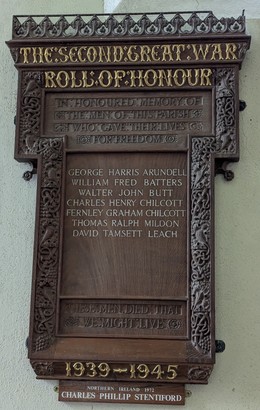 THE·SECOND·GREAT·WAR
ROLL·OF·HONOUR
IN HONOURED MEMORY OF
THE MEN OF THIS PARISH
WHO GAVE THEIR LIVES
FOR FREEDOM
GEORGE HARRIS ARUNDELL
WILLIAM FRED BATTERS
WALTER JOHN BUTT
CHARLES HENRY CHILCOTT
FERNLEY GRAHAM CHILCOTT
THOMAS RALPH MILDON
DAVID TAMSETT LEACH
THESE MEN DIED THAT
WE MIGHT LIVE
1939-1945
NORTHERN IRELAND 1972
CHARLES PHILLIP STENTIFORD